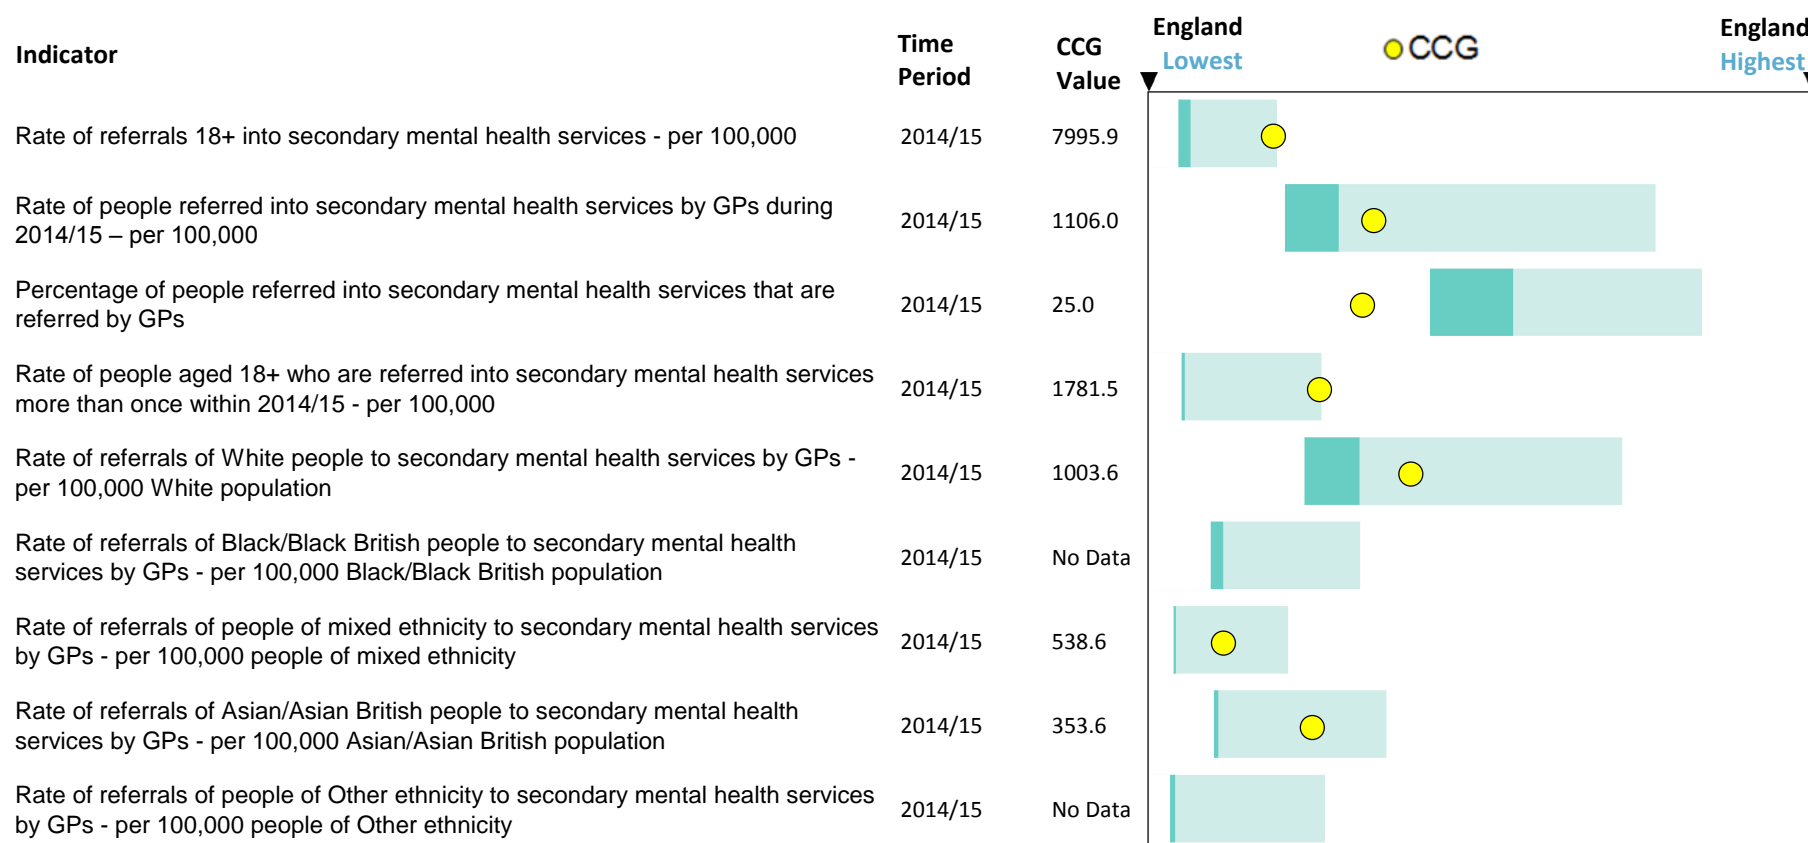 Indicator
Time Period
CCG Value
England Lowest
CCG
England Highest
Rate of referrals 18+ into secondary mental health services - per 100,000
2014/15
7995.9
Rate of people referred into secondary mental health services by GPs during
2014/15 – per 100,000
2014/15
1106.0
Percentage of people referred into secondary mental health services that are
referred by GPs
2014/15
25.0
Rate of people aged 18+ who are referred into secondary mental health services
more than once within 2014/15 - per 100,000
2014/15
1781.5
Rate of referrals of White people to secondary mental health services by GPs -
per 100,000 White population
2014/15
1003.6
Rate of referrals of Black/Black British people to secondary mental health
services by GPs - per 100,000 Black/Black British population
2014/15
No Data
Rate of referrals of people of mixed ethnicity to secondary mental health services
by GPs - per 100,000 people of mixed ethnicity
2014/15
538.6
Rate of referrals of Asian/Asian British people to secondary mental health
services by GPs - per 100,000 Asian/Asian British population
2014/15
353.6
Rate of referrals of people of Other ethnicity to secondary mental health services
by GPs - per 100,000 people of Other ethnicity
2014/15
No Data